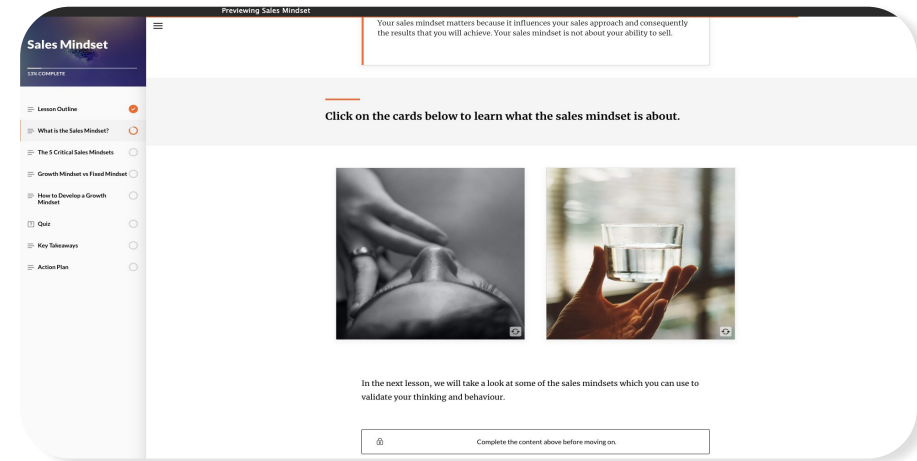 Previewing Sales Mindset
Sales Mindset
13% COMPLETE
Lesson Outline
What is the Sales Mindset?
The 5 Critical Sales Mindsets
Growth Mindset vs Fixed Mindset
How to Develop a Growth
Mindset
Quiz
Key Takeaways
Action Plan
Your sales mindset matters because it influences your sales approach and consequently
the results that you will achieve. Your sales mindset is not about your ability to sell.
Click on the cards below to learn what the sales mindset is about.
In the next lesson, we will take a look at some of the sales mindsets which you can use to
validate your thinking and behaviour.
Complete the content above before moving on.